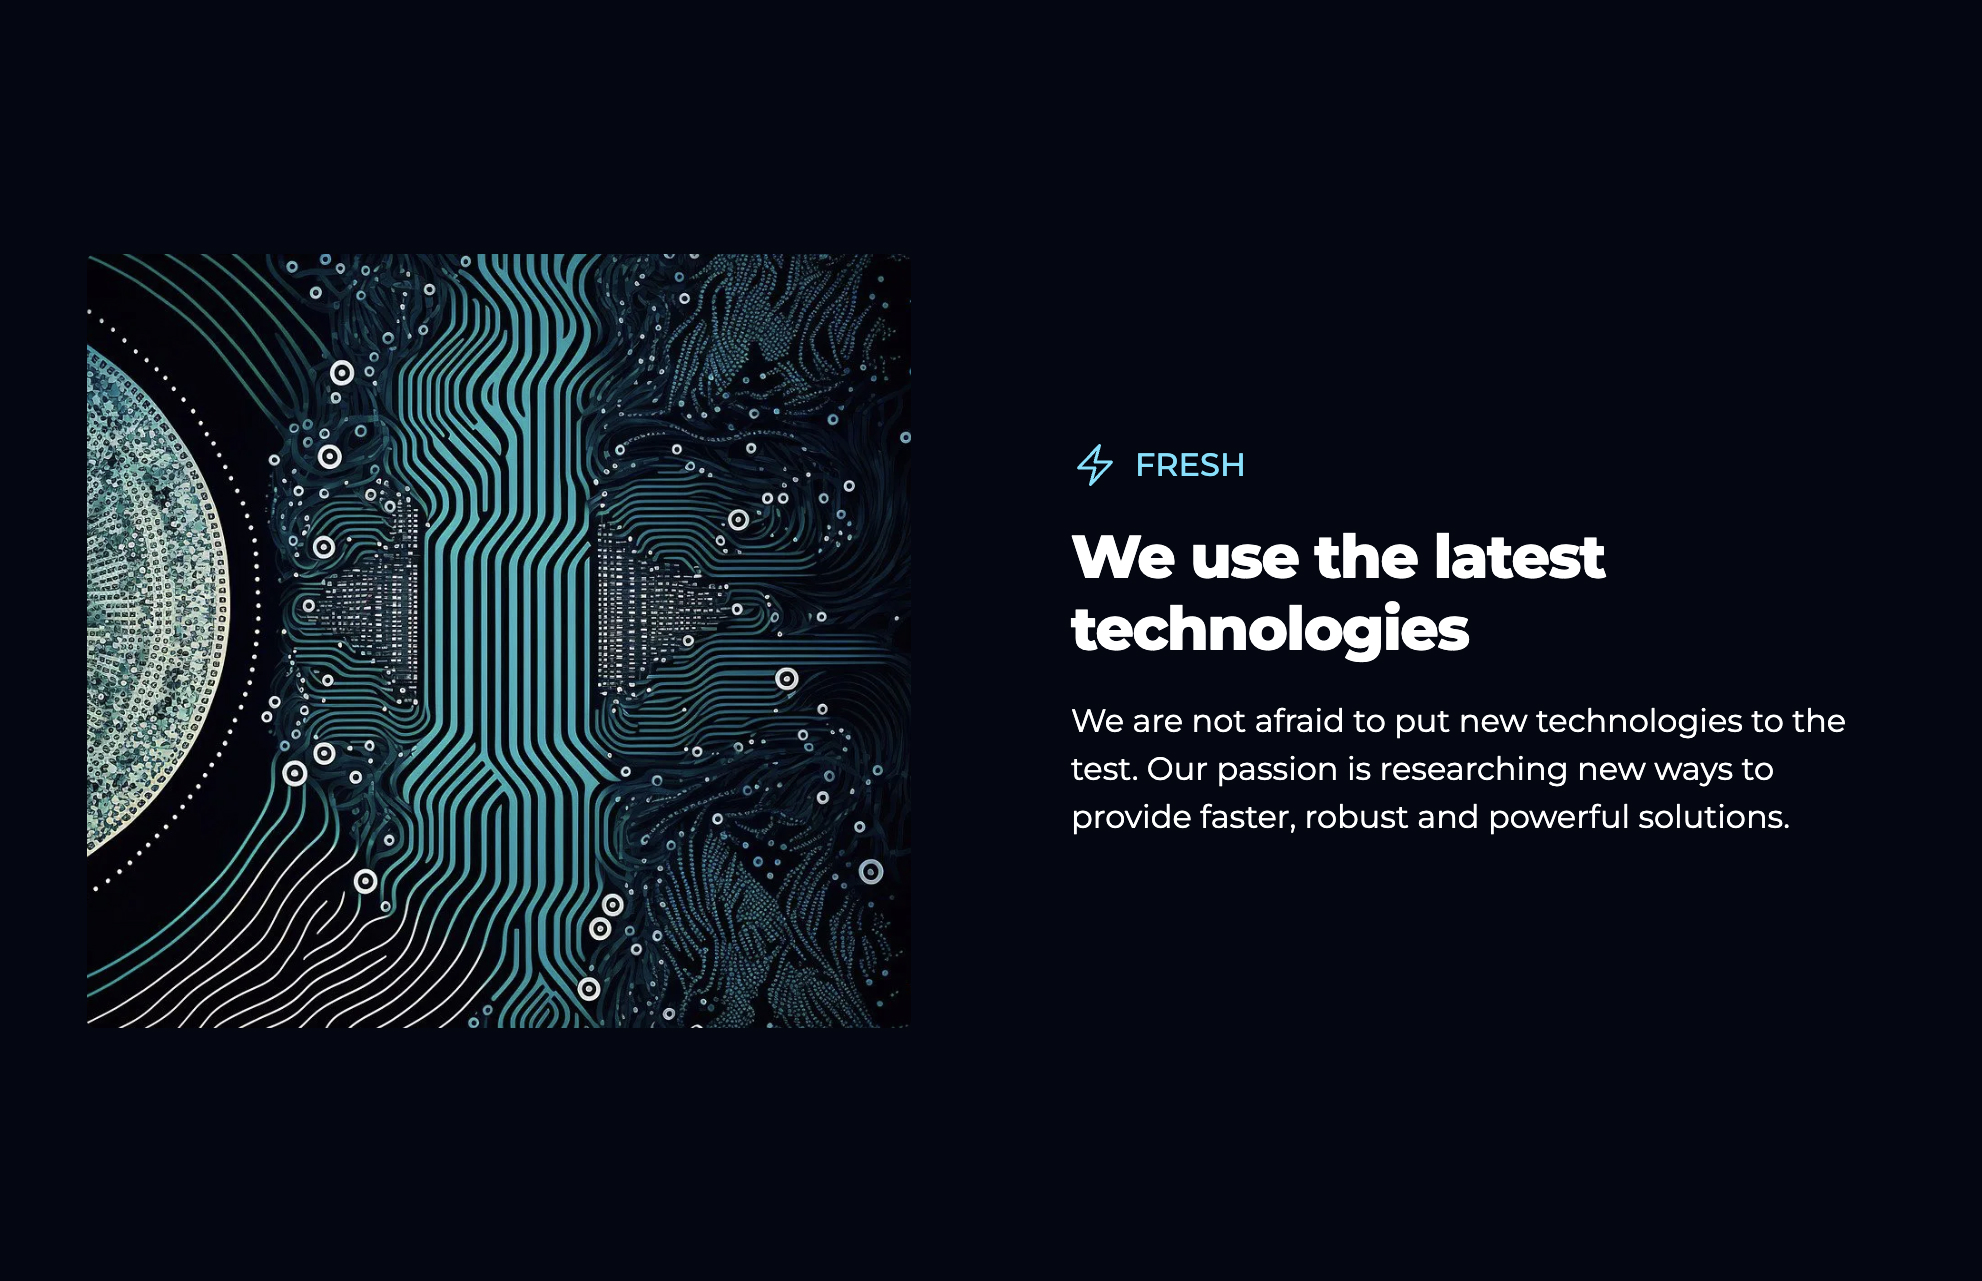 FRESH
We use the latest
technologies
We are not afraid to put new technologies to the
test. Our passion is researching new ways to
provide faster, robust and powerful solutions.